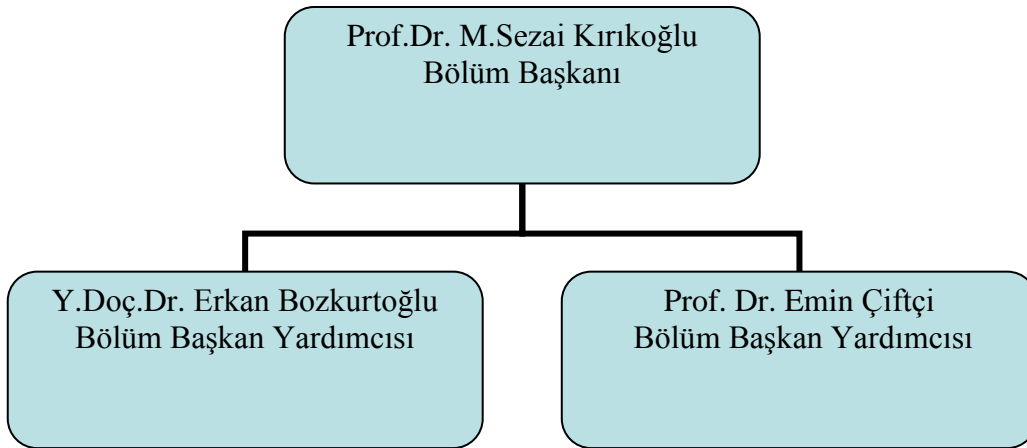 Prof.Dr. M.Sezai Kırıkoğlu
Bölüm Başkanı
Y.Doç.Dr. Erkan Bozkurtoğlu
Bölüm Başkan Yardımcısı
Prof. Dr. Emin Çiftçi
Bölüm Başkan Yardımcısı